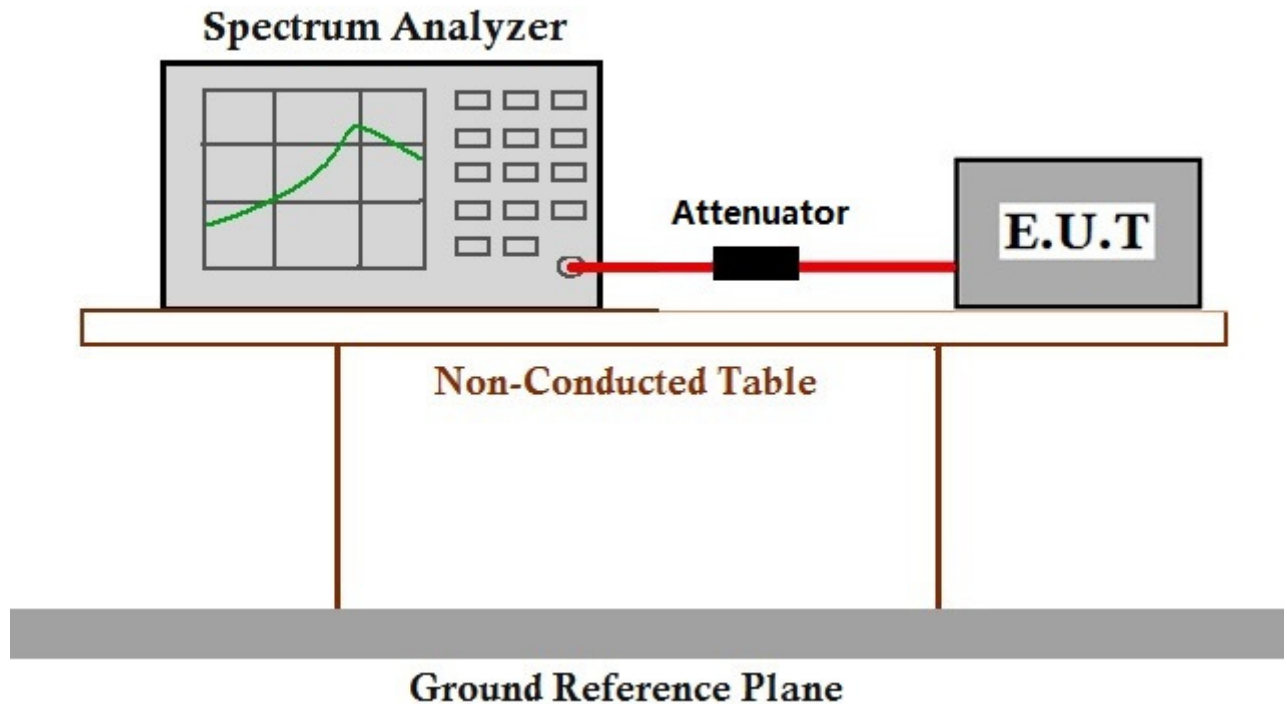 Spectrum Analyzer
Attenuator
E.U.T
Non-Conducted Table
Ground Reference Plane